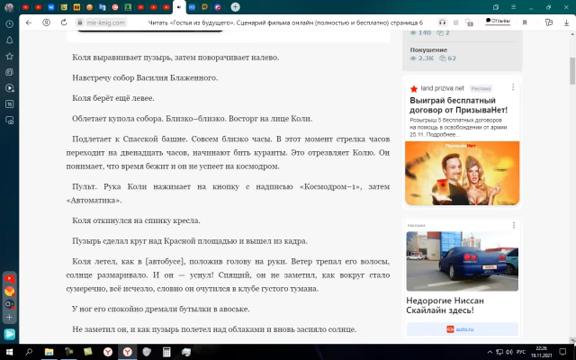 mir-knig.com
Читать «Гостья из будущего». Сценарий фильма онлайн (полностью и бесплатно) страница 6
Отзывы
140 2
Покушение
2.3K 62
Коля выравнивает пузырь, затем поворачивает налево.
Навстречу собор Василия Блаженного.
Коля берёт ещё левее.
Облетает купола собора. Близко–близко. Восторг на лице Коли.
Подлетает к Спасской башне. Совсем близко часы. В этот момент стрелка часов
переходит на двенадцать часов, начинают бить куранты. Это отрезвляет Колю. Он
понимает, что время бежит и он не успеет на космодром.
Пульт. Рука Коли нажимает на кнопку с надписью «Космодром–1», затем
«Автоматика».
Коля откинулся на спинку кресла.
Пузырь сделал круг над Красной площадью и вышел из кадра.
Коля летел, как в [автобусе], положив голову на руки. Ветер трепал его волосы,
солнце размаривало. И он — уснул! Спящий, он не заметил, как вокруг стало
сумеречно, всё исчезло, словно он очутился в клубе густого тумана.
У ног его спокойно дремали бутылки в авоське.
Не заметил он, и как пузырь полетел над облаками и вновь засияло солнце.
land.priziva.net Реклама
Выиграй бесплатный
договор от ПризываНет!
Розыгрыш 5 бесплатных договоров
на помощь в освобождении от армии
25.11. Подробнее...
ПризываНет
Реклама
Недорогие Ниссан
Скайлайн здесь!
auto.ru
РУС
22:26
18.11.2021